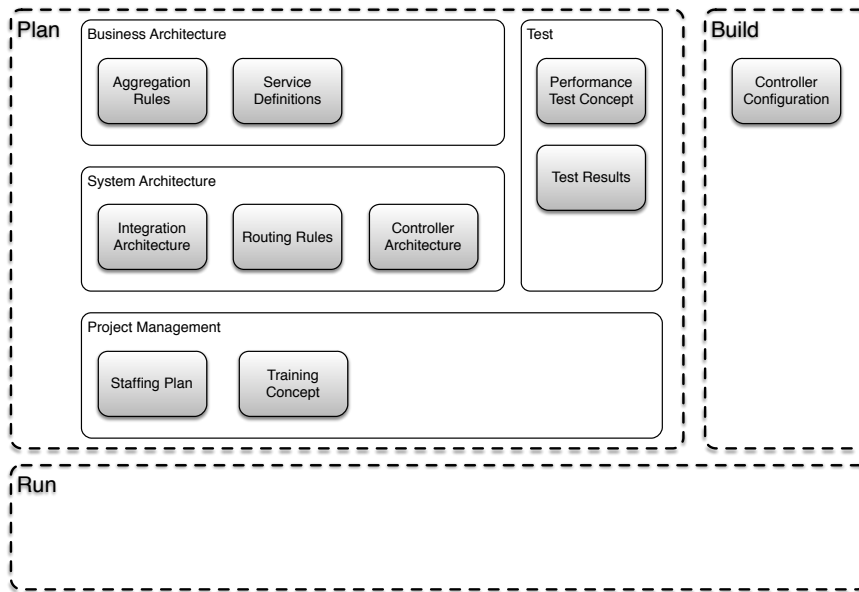 Plan
Business Architecture
Aggregation
Rules
Service
Definitions
System Architecture
Integration
Architecture
Routing Rules
Controller
Architecture
Test
Performance
Test Concept
Test Results
Project Management
Staffing Plan
Training
Concept
Build
Controller
Configuration
Run